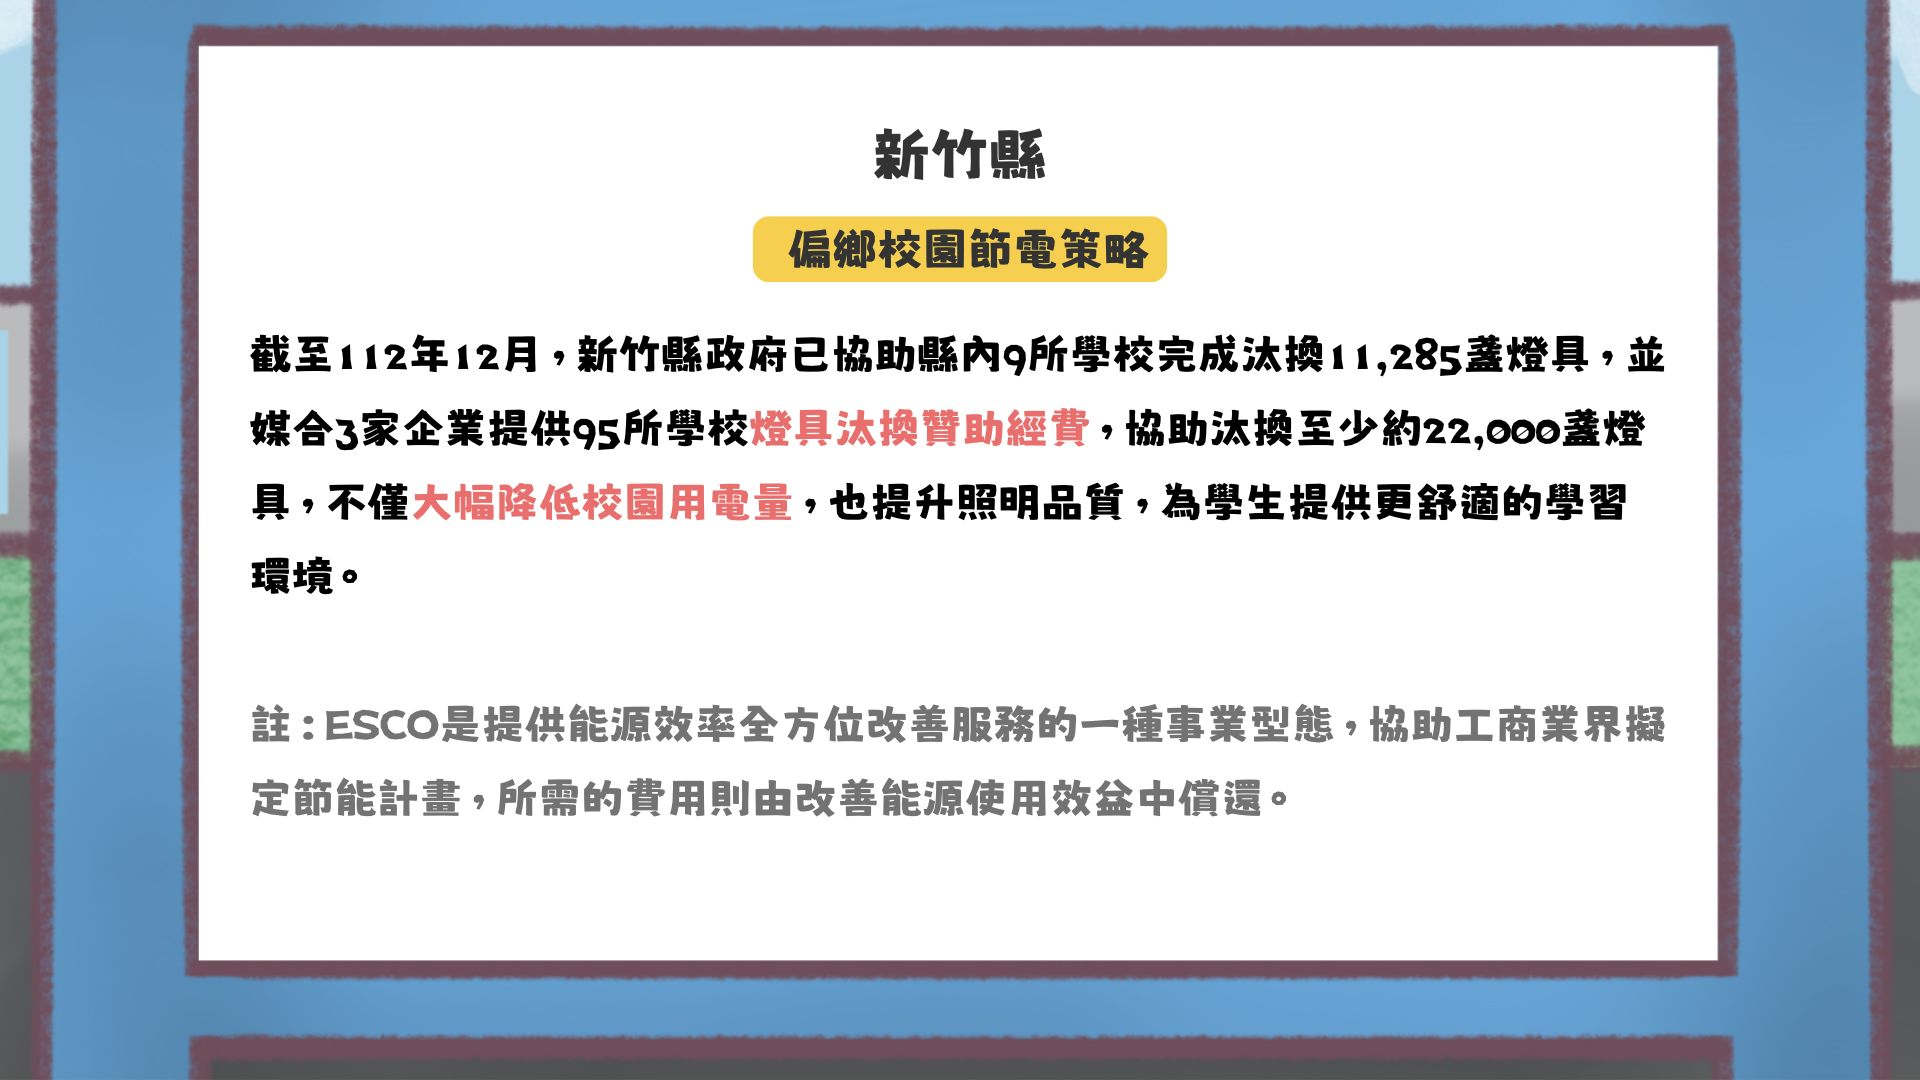 新竹縣
偏鄉校園節電策略
截至112年12月，新竹縣政府已協助縣內9所學校完成汰換11,285盞燈具，並
媒合3家企業提供95所學校燈具汰換贊助經費，協助汰換至少約22,000盞燈
具，不僅大幅降低校園用電量，也提升照明品質，為學生提供更舒適的學習
環境。
註：ESCO是提供能源效率全方位改善服務的一種事業型態，協助工商業界擬
定節能計畫，所需的費用則由改善能源使用效益中償還。